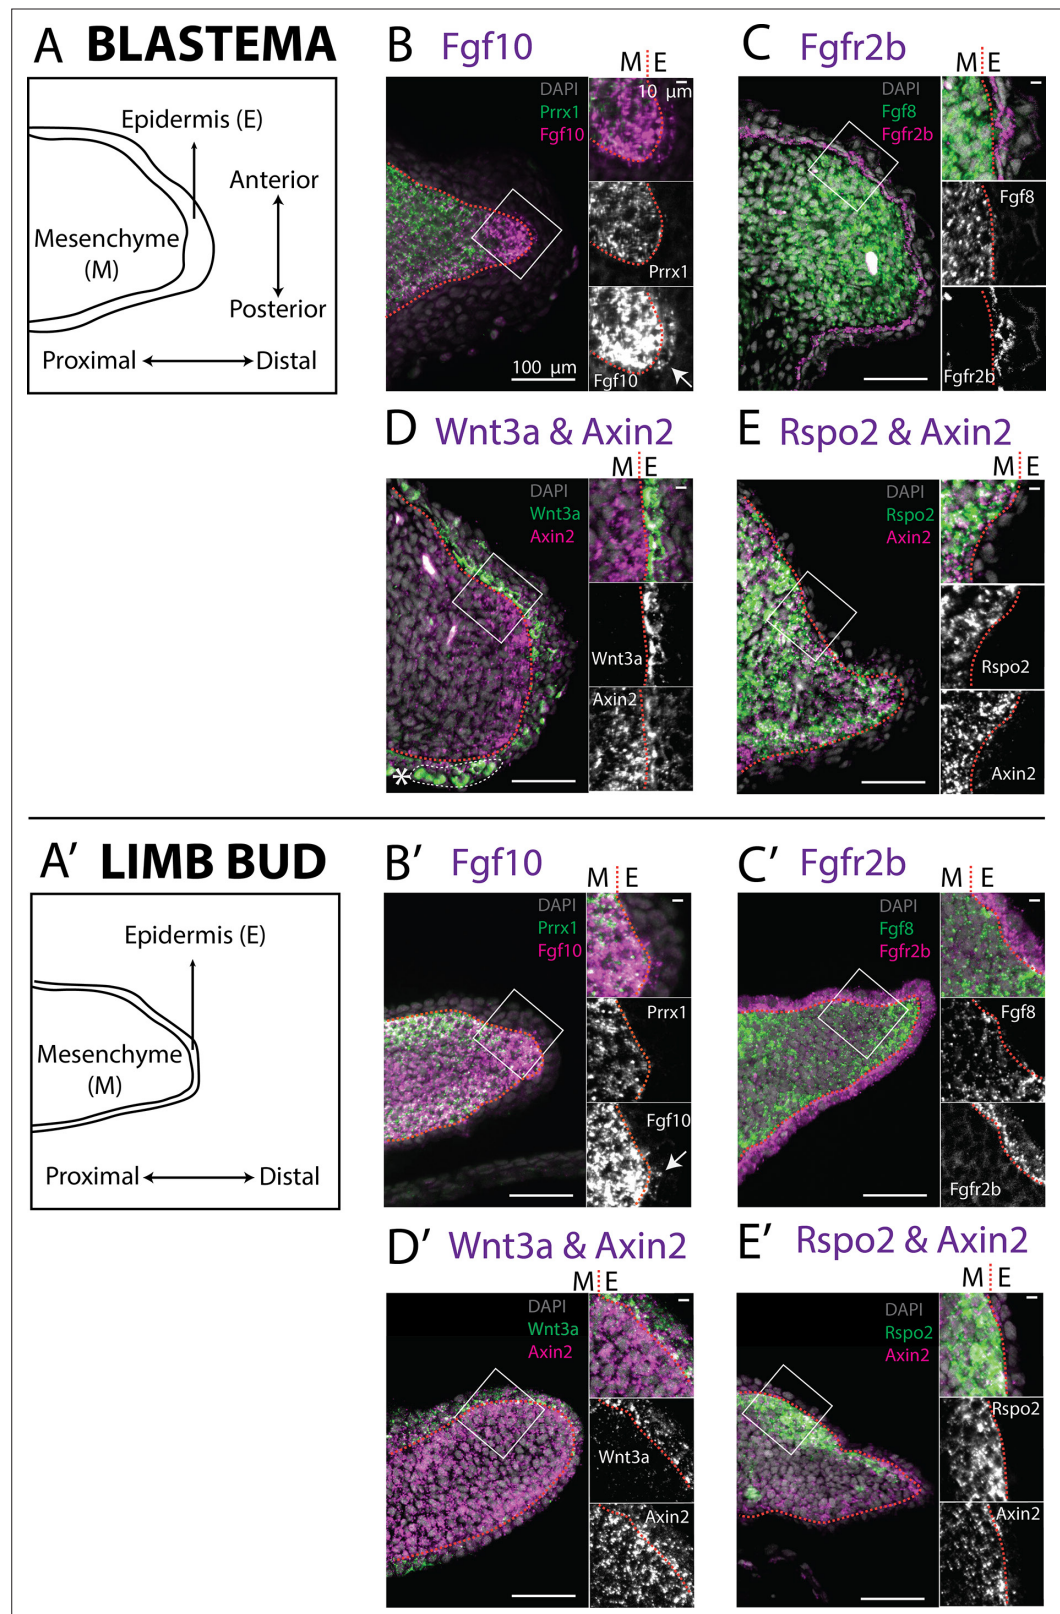 A BLASTEMA
Epidermis (E)
Anterior
Mesenchyme
(M)
Posterior
Proximal
Distal
B Fgf10
M E
DAPI
Prrx1
Fgf10
10 µm
Prrx1
Fgf10
100 µm
C Fgfr2b
M E
DAPI
Fgf8
Fgfr2b
Fgf8
Fgfr2b
D Wnt3a & Axin2
M E
DAPI
Wnt3a
Axin2
Wnt3a
Axin2
*
E Rspo2 & Axin2
M E
DAPI
Rspo2
Axin2
Rspo2
Axin2
A' LIMB BUD
Epidermis (E)
Mesenchyme
(M)
Proximal
Distal
B' Fgf10
M E
DAPI
Prrx1
Fgf10
Prrx1
Fgf10
C' Fgfr2b
M E
DAPI
Fgf8
Fgfr2b
Fgf8
Fgfr2b
D' Wnt3a & Axin2
M E
DAPI
Wnt3a
Axin2
Wnt3a
Axin2
E' Rspo2 & Axin2
M E
DAPI
Rspo2
Axin2
Rspo2
Axin2